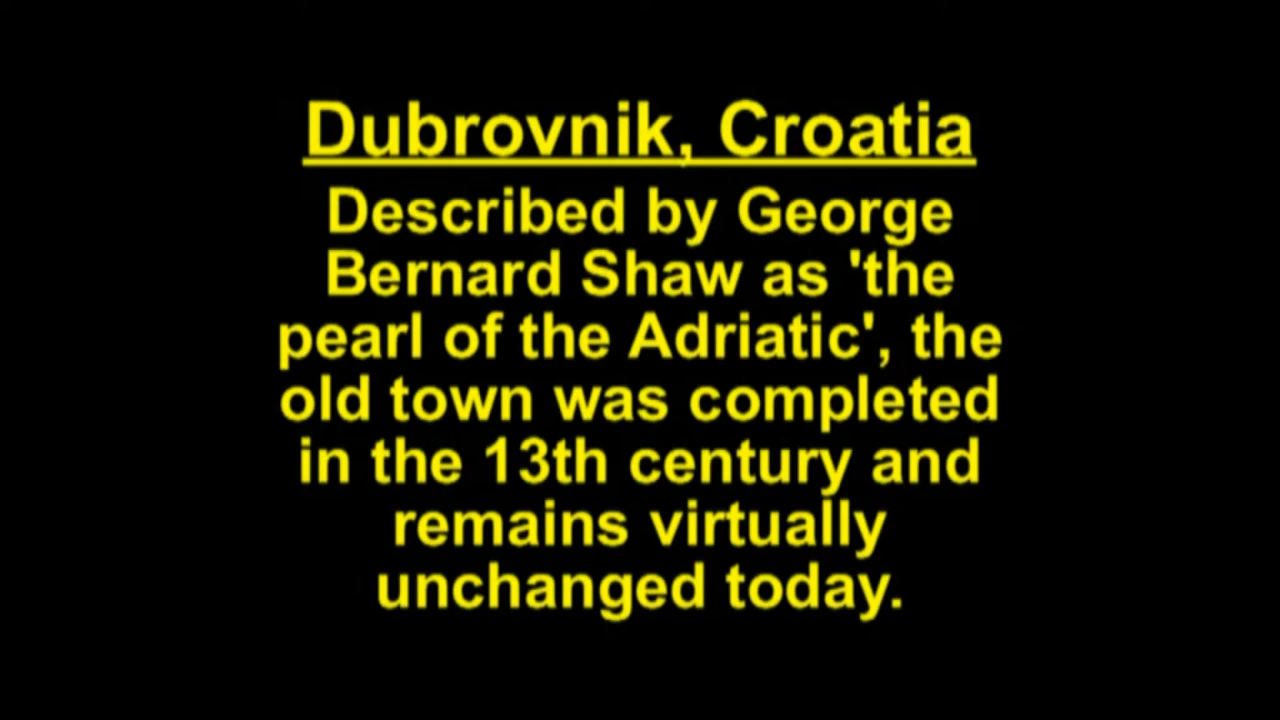 Dubrovnik, Croatia
Described by George
Bernard Shaw as 'the
pearl of the Adriatic', the
old town was completed
in the 13th century and
remains virtually
unchanged today.